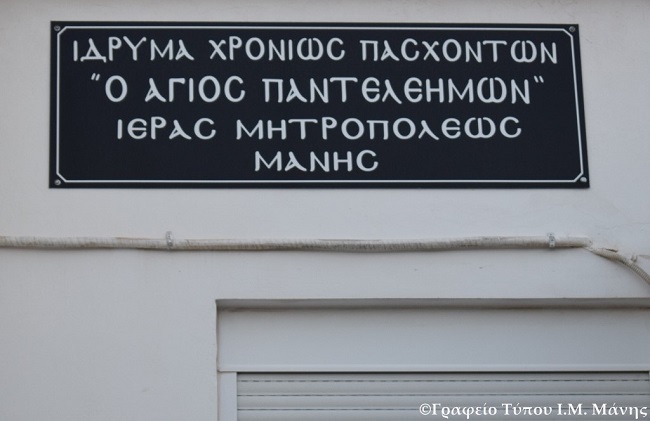 ΙΔΡΥΜΑ ΧΡΟΝΙΩϹ ΠΑϹΧΟΝΤΩΝ
"Ο ΑΓΙΟϹ ΠΑΝΤΕΛΕΗΜΩΝ"
ΙΕΡΑϹ ΜΗΤΡΟΠΟΛΕΩϹ
ΜΑΝΗϹ
©Γραφείο Τύπου Ι.Μ. Μάνης